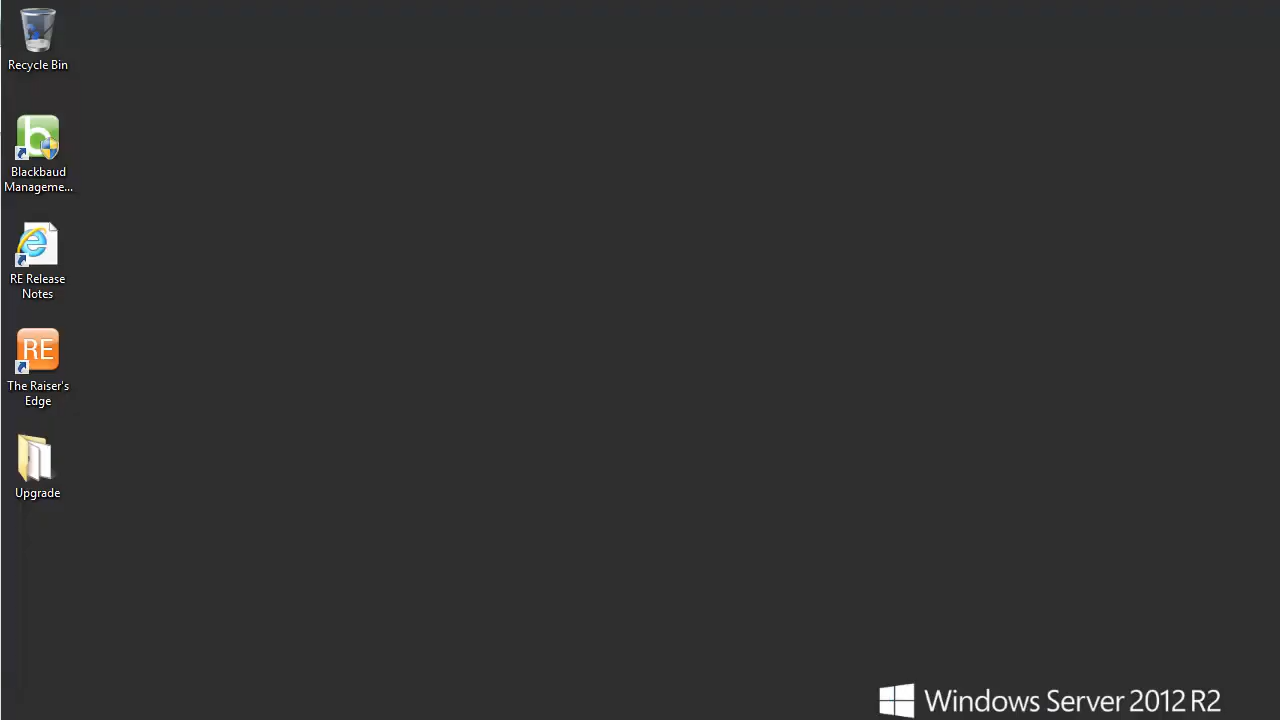 Recycle Bin
b
Blackbaud
Manageme...
RE Release
Notes
RE
The Raiser's
Edge
Upgrade
Windows Server 2012 R2